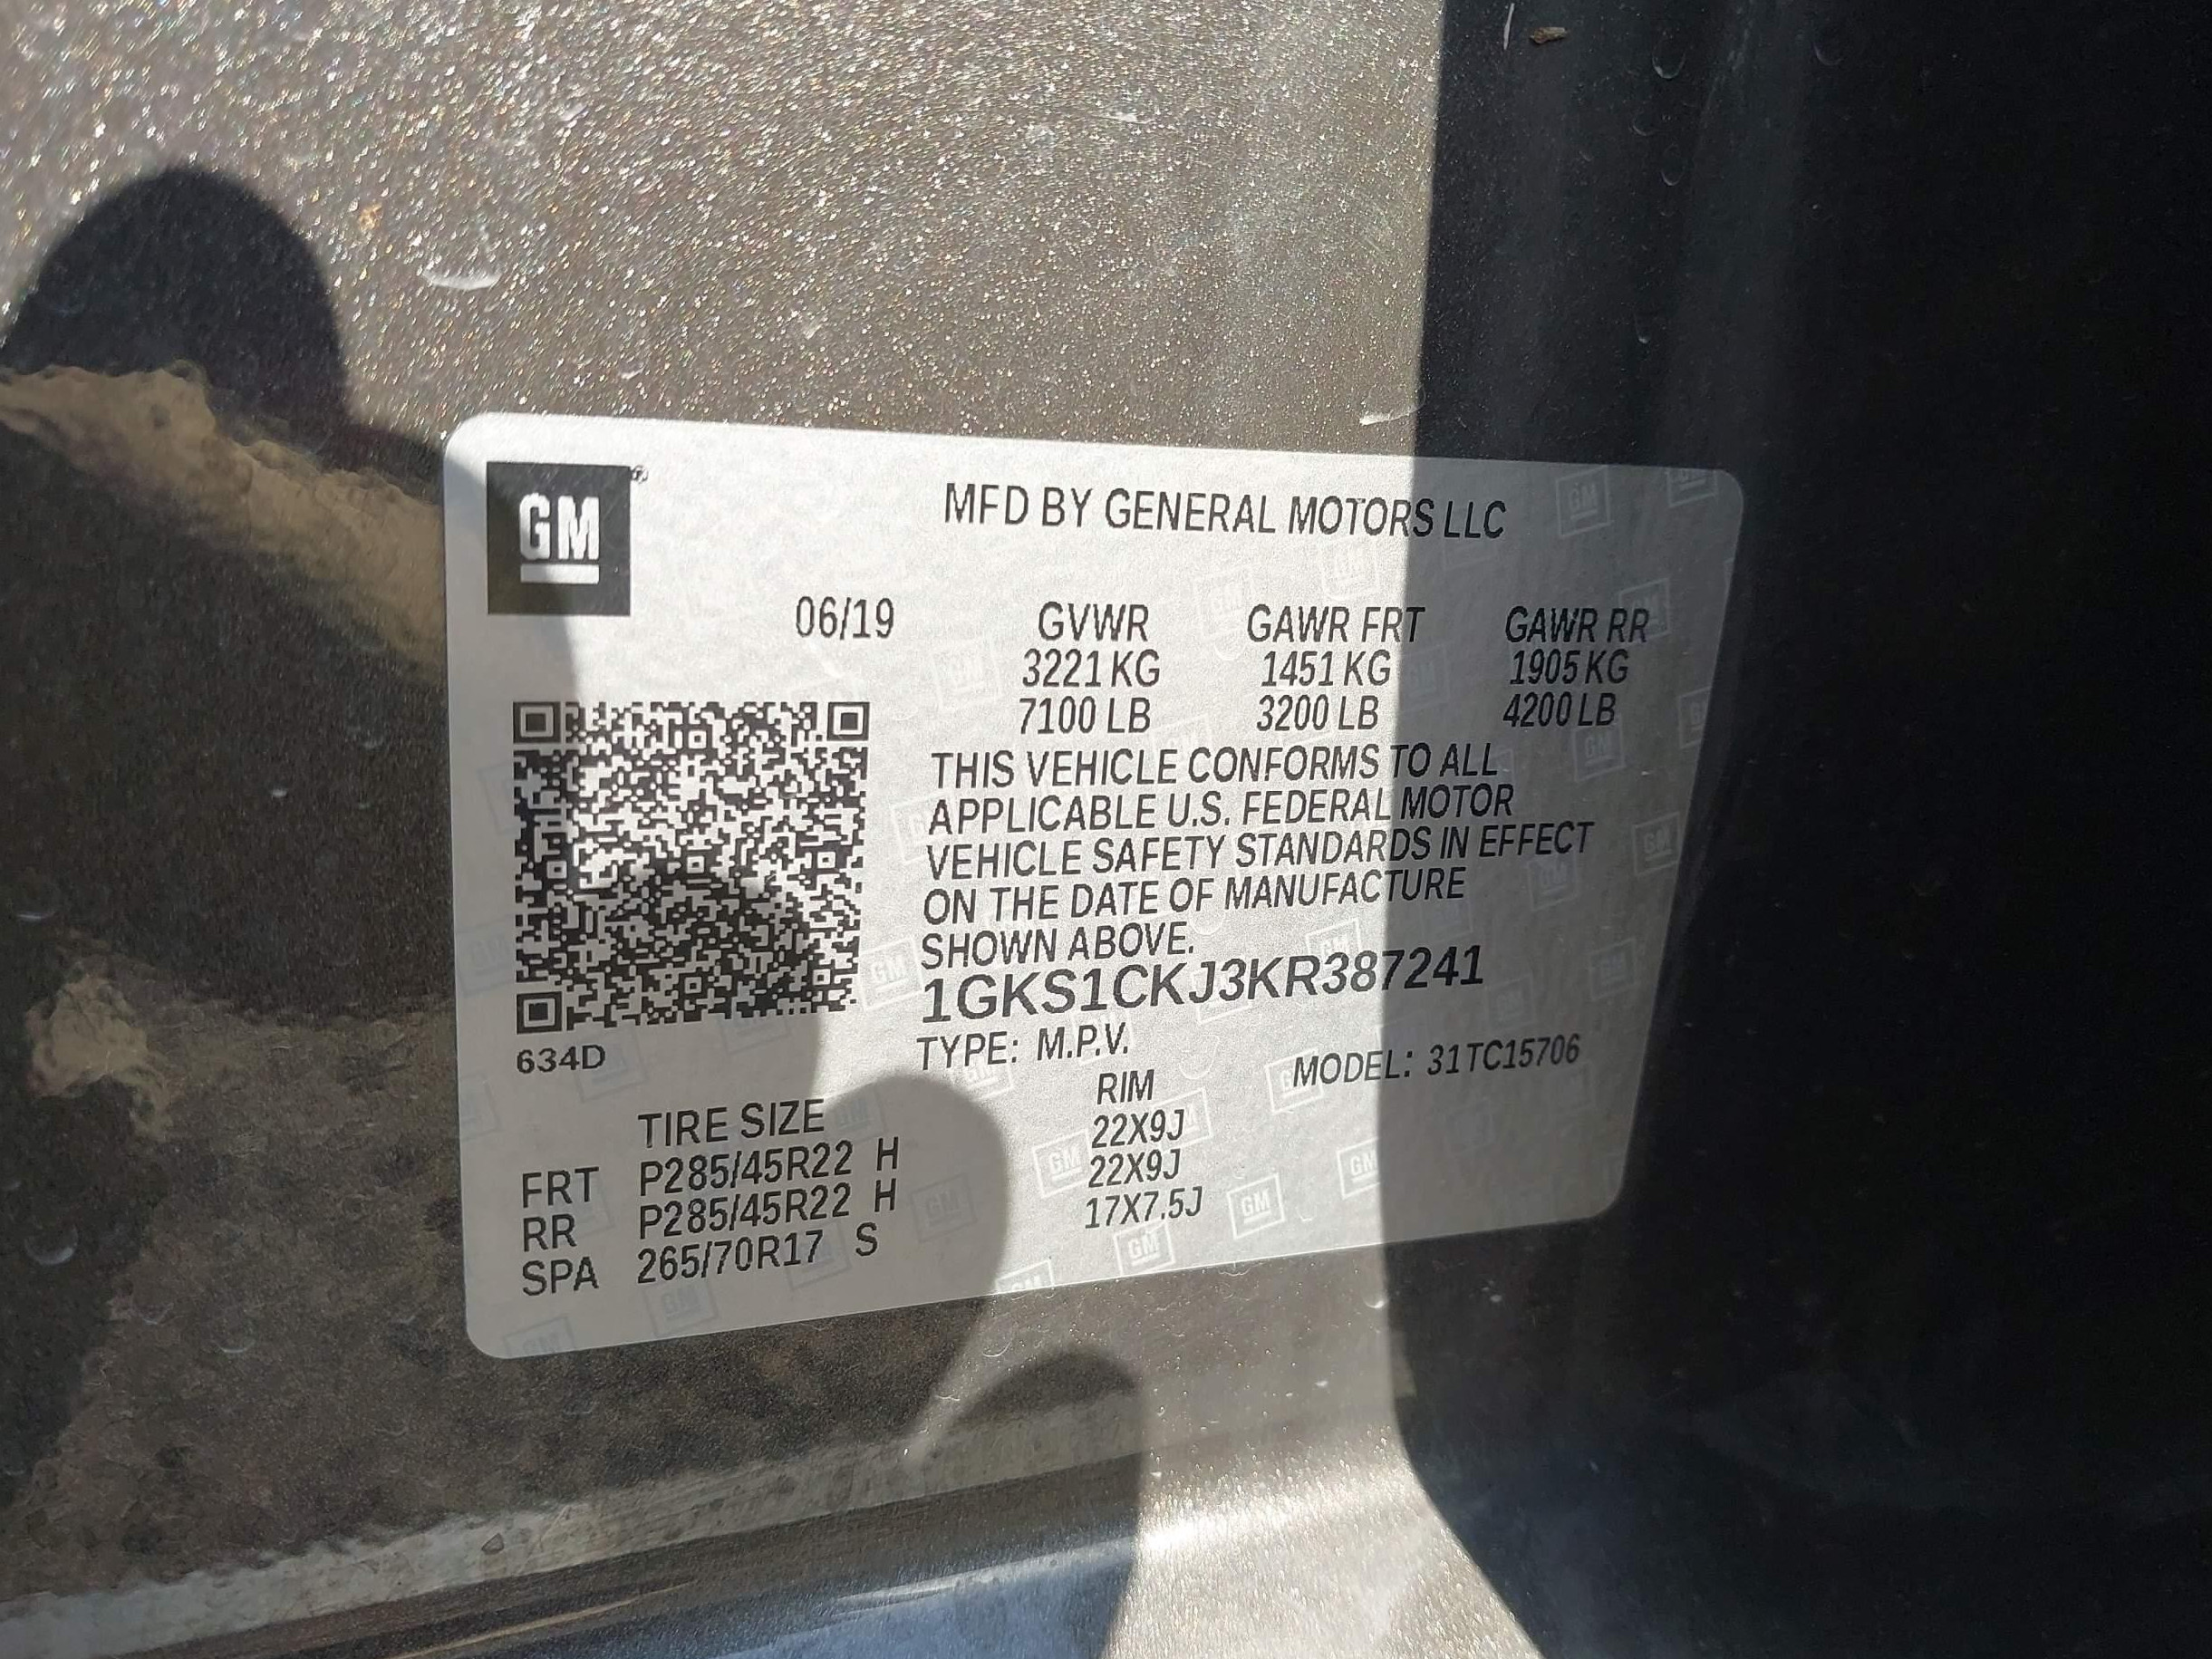 GM
MFD BY GENERAL MOTORS LLC
06/19 GVWR GAWR FRT GAWR RR
3221 KG 1451 KG 1905 KG
7100 LB 3200 LB 4200 LB
THIS VEHICLE CONFORMS TO ALL
APPLICABLE U.S. FEDERAL MOTOR
VEHICLE SAFETY STANDARDS IN EFFECT
ON THE DATE OF MANUFACTURE
SHOWN ABOVE.
1GKS1CKJ3KR387241
TYPE: M.P.V. MODEL: 31TC15706
634D
TIRE SIZE RIM
FRT P285/45R22 H 22X9J
RR P285/45R22 H 22X9J
SPA 265/70R17 S 17X7.5J